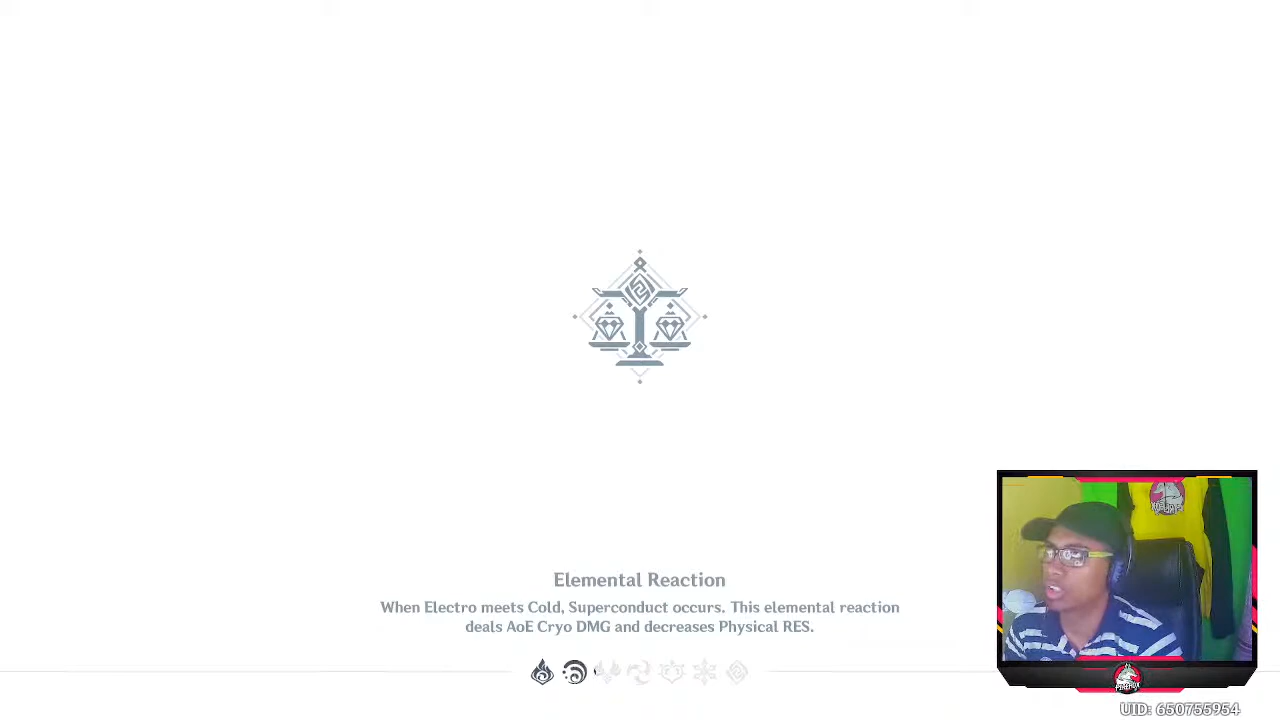 Elemental Reaction
When Electro meets Cold, Superconduct occurs. This elemental reaction
deals AoE Cryo DMG and decreases Physical RES.
UID: 650755954